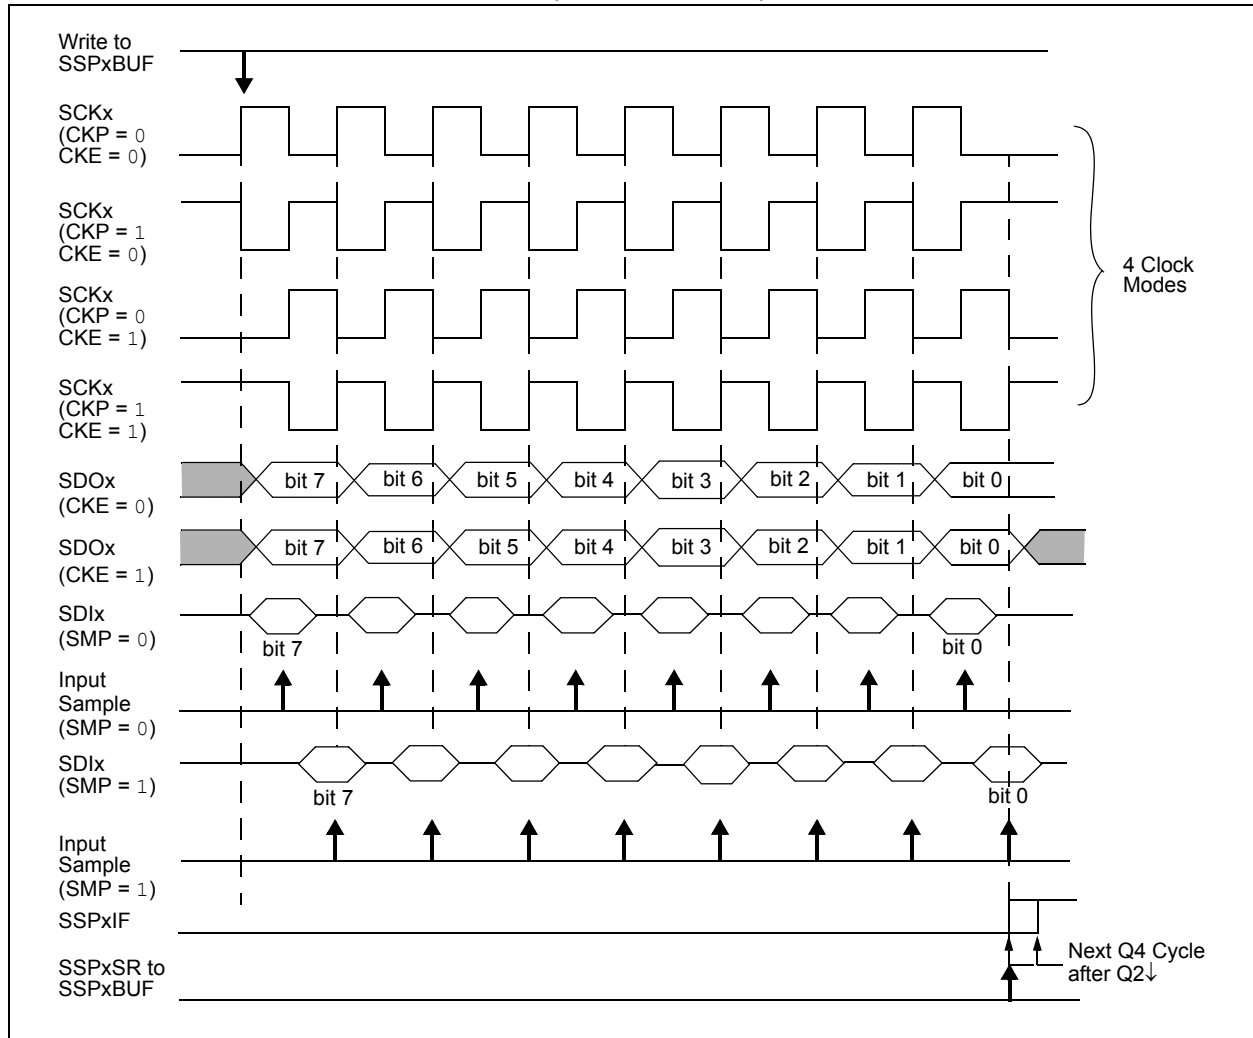 Write to
SSPxBUF
SCKx
(CKP = 0
CKE = 0)
SCKx
(CKP = 1
CKE = 0)
SCKx
(CKP = 0
CKE = 1)
SCKx
(CKP = 1
CKE = 1)
4 Clock
Modes
SDOx
(CKE = 0)
bit 7 bit 6 bit 5 bit 4 bit 3 bit 2 bit 1 bit 0
SDOx
(CKE = 1)
bit 7 bit 6 bit 5 bit 4 bit 3 bit 2 bit 1 bit 0
SDIx
(SMP = 0)
bit 7 bit 0
Input
Sample
(SMP = 0)
SDIx
(SMP = 1)
bit 7 bit 0
Input
Sample
(SMP = 1)
SSPxIF
SSPxSR to
SSPxBUF
Next Q4 Cycle
after Q2↓